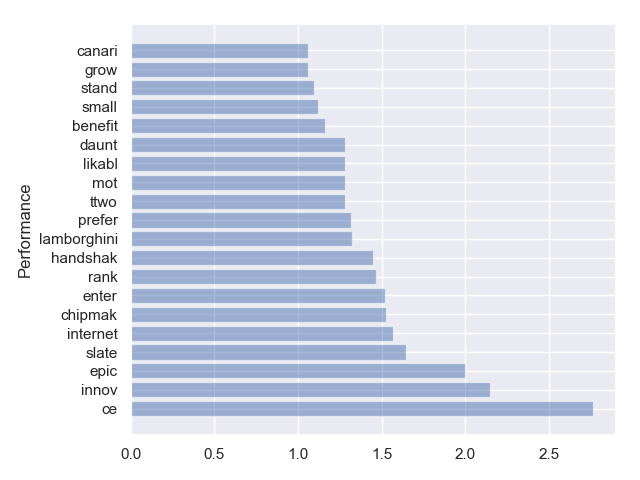 canari
grow
stand
small
benefit
daunt
likabl
mot
ttwo
prefer
lamborghini
handshak
rank
enter
chipmak
internet
slate
epic
innov
ce
Performance
0.0 0.5 1.0 1.5 2.0 2.5